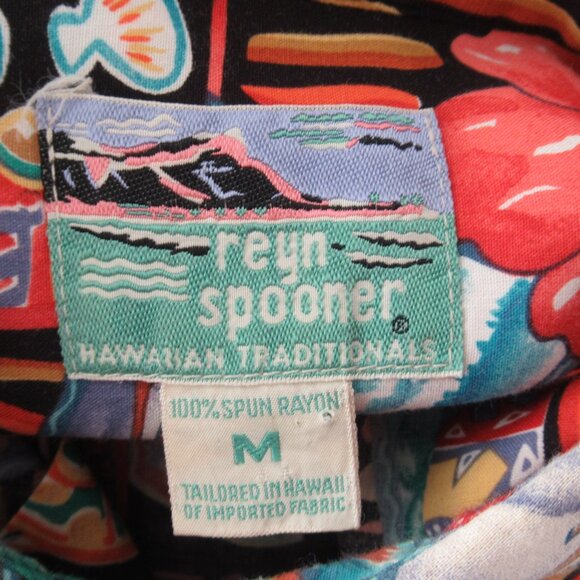 reyn
spooner®
HAWAIIAN TRADITIONALS
100% SPUN RAYON
M
TAILORED IN HAWAII
OF IMPORTED FABRIC